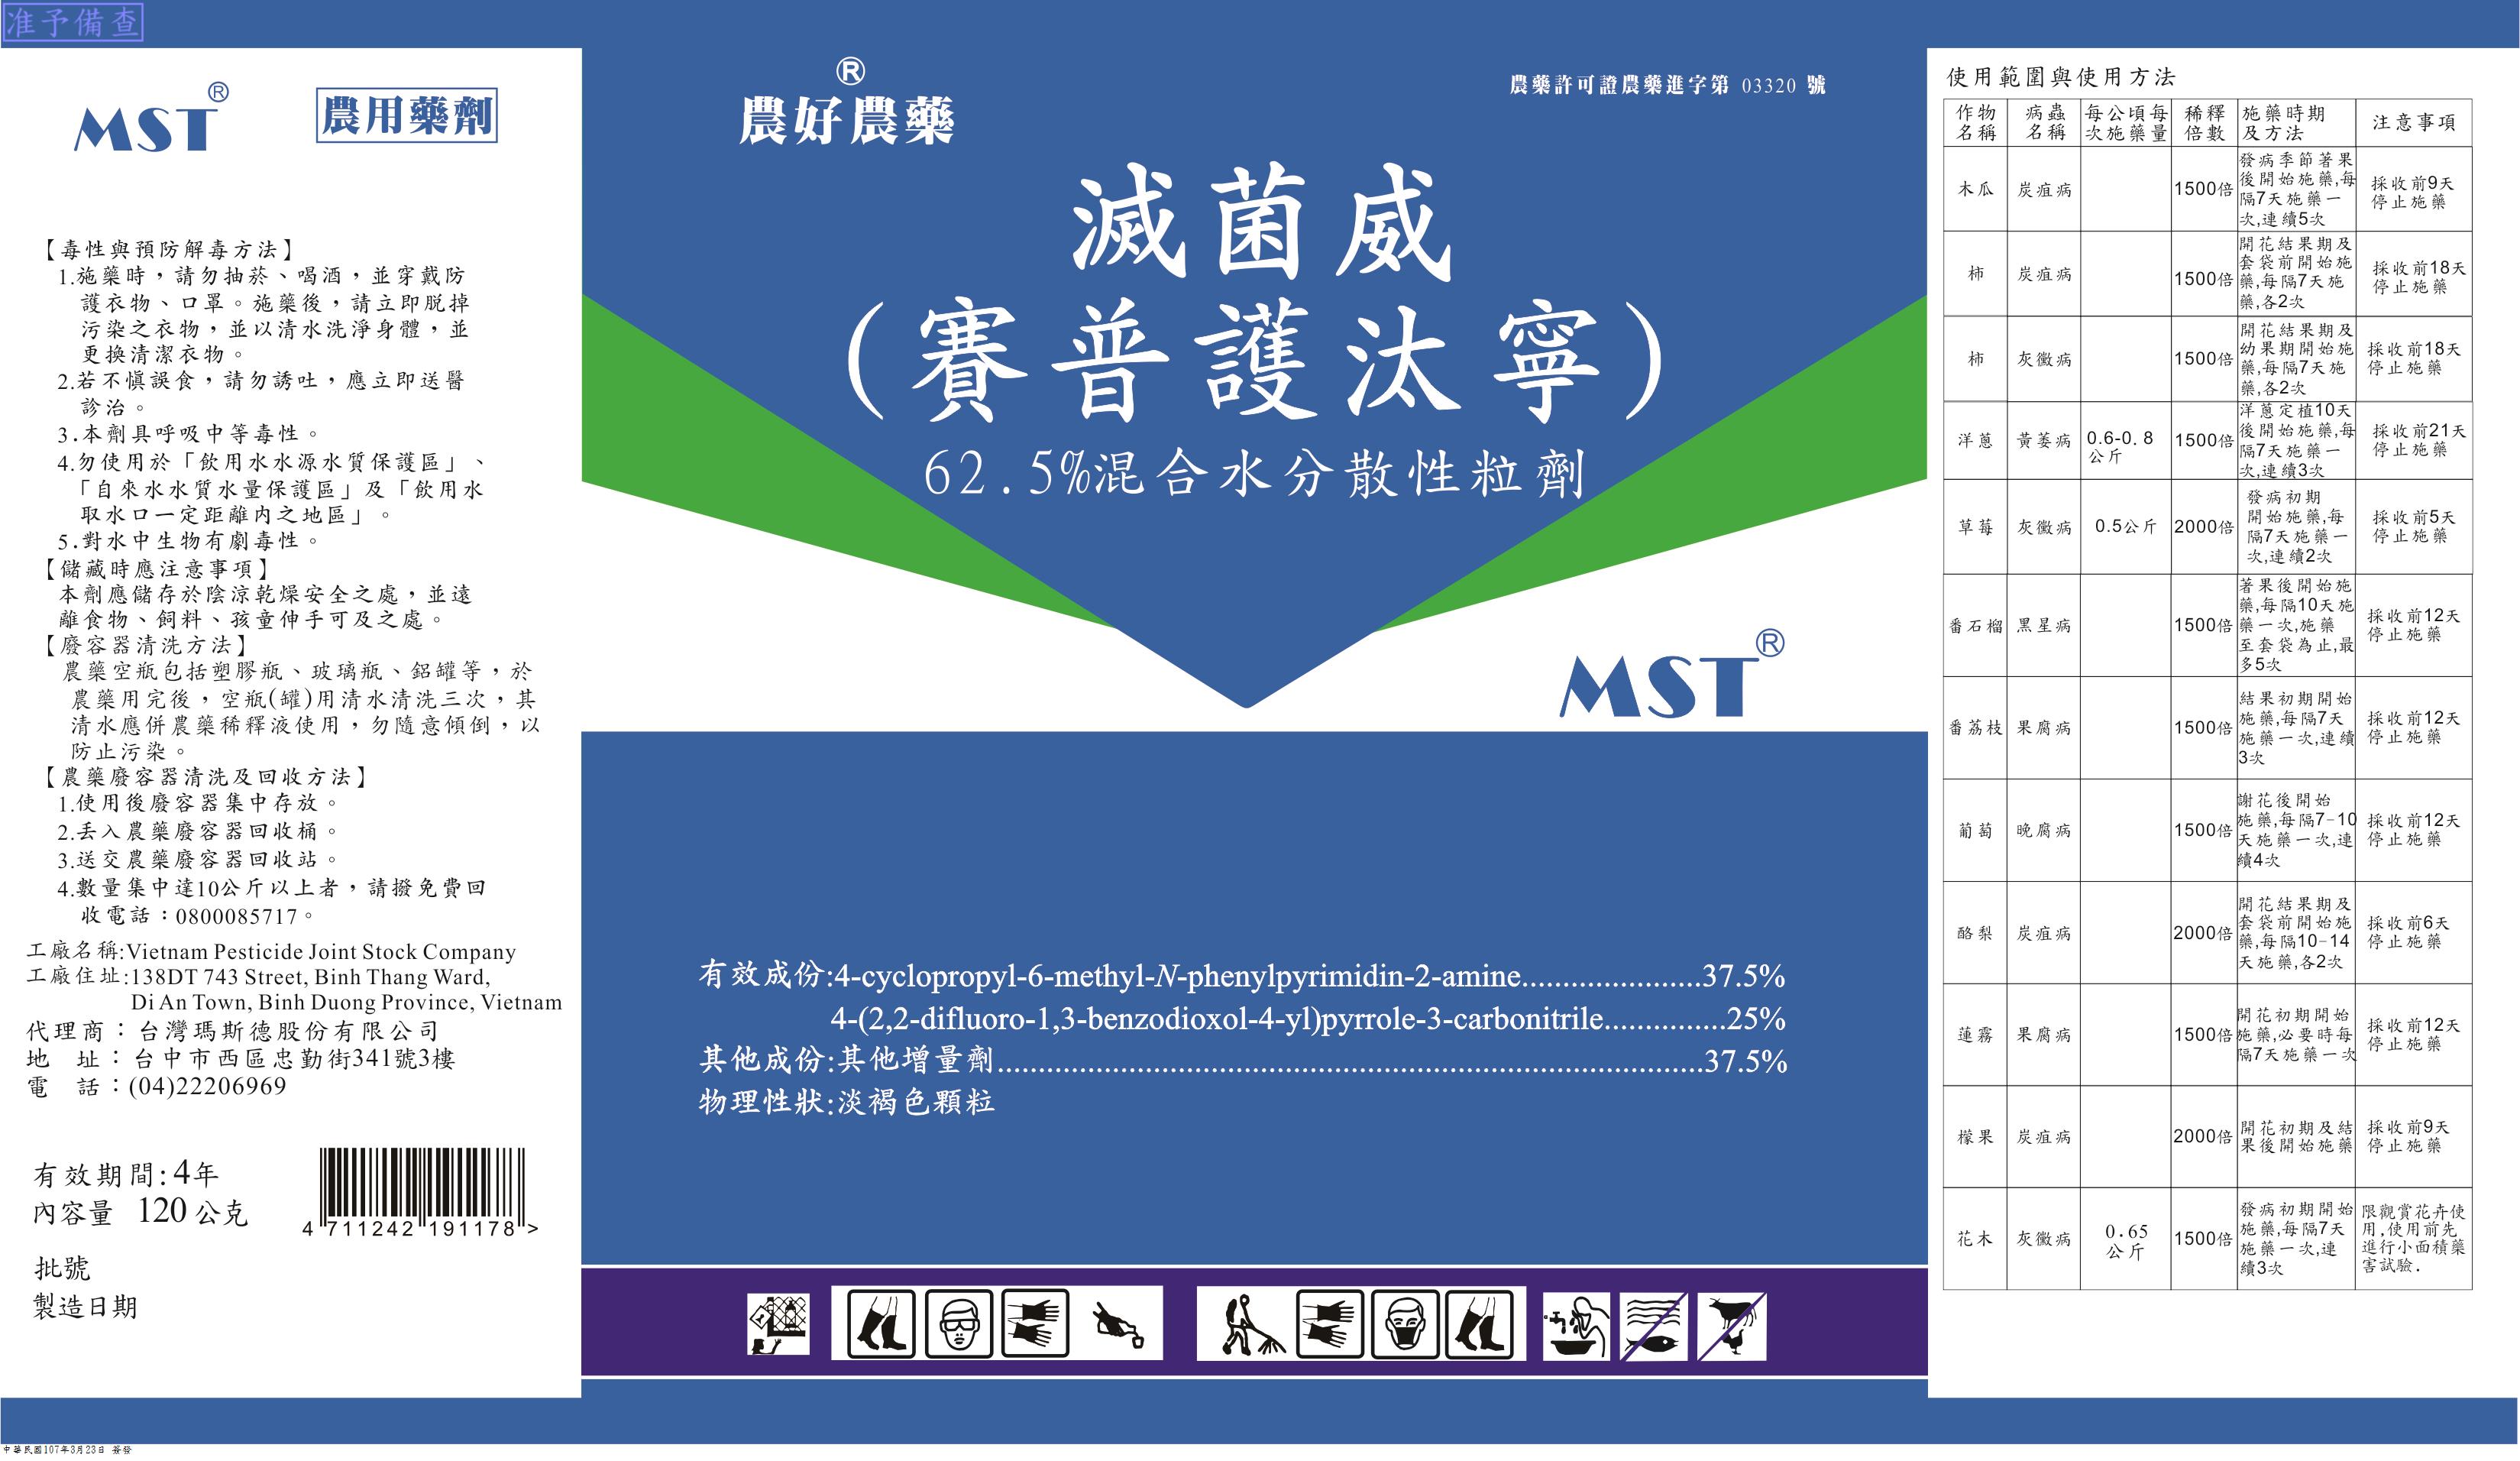 准予備查
MST®
農用藥劑
【毒性與預防解毒方法】
1.施藥時，請勿抽菸、喝酒，並穿戴防
護衣物、口罩。施藥後，請立即脫掉
污染之衣物，並以清水洗淨身體，並
更換清潔衣物。
2.若不慎誤食，請勿誘吐，應立即送醫
診治。
3.本劑具呼吸中等毒性。
4.勿使用於「飲用水水源水質保護區」、
「自來水水質水量保護區」及「飲用水
取水口一定距離內之地區」。
5.對水中生物有劇毒性。
【儲藏時應注意事項】
本劑應儲存於陰涼乾燥安全之處，並遠
離食物、飼料、孩童伸手可及之處。
【廢容器清洗方法】
農藥空瓶包括塑膠瓶、玻璃瓶、鋁罐等，於
農藥用完後，空瓶(罐)用清水清洗三次，其
清水應併農藥稀釋液使用，勿隨意傾倒，以
防止污染。
【農藥廢容器清洗及回收方法】
1.使用後廢容器集中存放。
2.丟入農藥廢容器回收桶。
3.送交農藥廢容器回收站。
4.數量集中達10公斤以上者，請撥免費回
收電話：0800085717。
工廠名稱:Vietnam Pesticide Joint Stock Company
工廠住址:138DT 743 Street, Binh Thang Ward,
Di An Town, Binh Duong Province, Vietnam
代理商：台灣瑪斯德股份有限公司
地　址：台中市西區忠勤街341號3樓
電　話：(04)22206969
有效期間:4年
內容量 120公克
4 711242 191178 >
批號
製造日期
®
農好農藥
農藥許可證農藥進字第 03320 號
滅菌威
(賽普護汰寧)
62.5%混合水分散性粒劑
MST®
有效成份:4-cyclopropyl-6-methyl-N-phenylpyrimidin-2-amine......................37.5%
4-(2,2-difluoro-1,3-benzodioxol-4-yl)pyrrole-3-carbonitrile...............25%
其他成份:其他增量劑......................................................................................37.5%
物理性狀:淡褐色顆粒
使用範圍與使用方法
作物名稱 病蟲名稱 每公頃每次施藥量 稀釋倍數 施藥時期及方法 注意事項
木瓜 炭疽病 1500倍 發病季節著果後開始施藥,每隔7天施藥一次,連續5次 採收前9天停止施藥
柿 炭疽病 1500倍 開花結果期及套袋前開始施藥,每隔7天施藥,各2次 採收前18天停止施藥
柿 灰黴病 1500倍 開花結果期及幼果期開始施藥,每隔7天施藥,各2次 採收前18天停止施藥
洋蔥 黃萎病 0.6-0.8公斤 1500倍 洋蔥定植10天後開始施藥,每隔7天施藥一次,連續3次 採收前21天停止施藥
草莓 灰黴病 0.5公斤 2000倍 發病初期開始施藥,每隔7天施藥一次,連續2次 採收前5天停止施藥
番石榴 黑星病 1500倍 著果後開始施藥,每隔10天施藥一次,施藥至套袋為止,最多5次 採收前12天停止施藥
番荔枝 果腐病 1500倍 結果初期開始施藥,每隔7天施藥一次,連續3次 採收前12天停止施藥
葡萄 晚腐病 1500倍 謝花後開始施藥,每隔7-10天施藥一次,連續4次 採收前12天停止施藥
酪梨 炭疽病 2000倍 開花結果期及套袋前開始施藥,每隔10-14天施藥,各2次 採收前6天停止施藥
蓮霧 果腐病 1500倍 開花初期開始施藥,必要時每隔7天施藥一次 採收前12天停止施藥
檬果 炭疽病 2000倍 開花初期及結果後開始施藥 採收前9天停止施藥
花木 灰黴病 0.65公斤 1500倍 發病初期開始施藥,每隔7天施藥一次,連續3次 限觀賞花卉使用,使用前先進行小面積藥害試驗.
中華民國107年3月23日 簽發